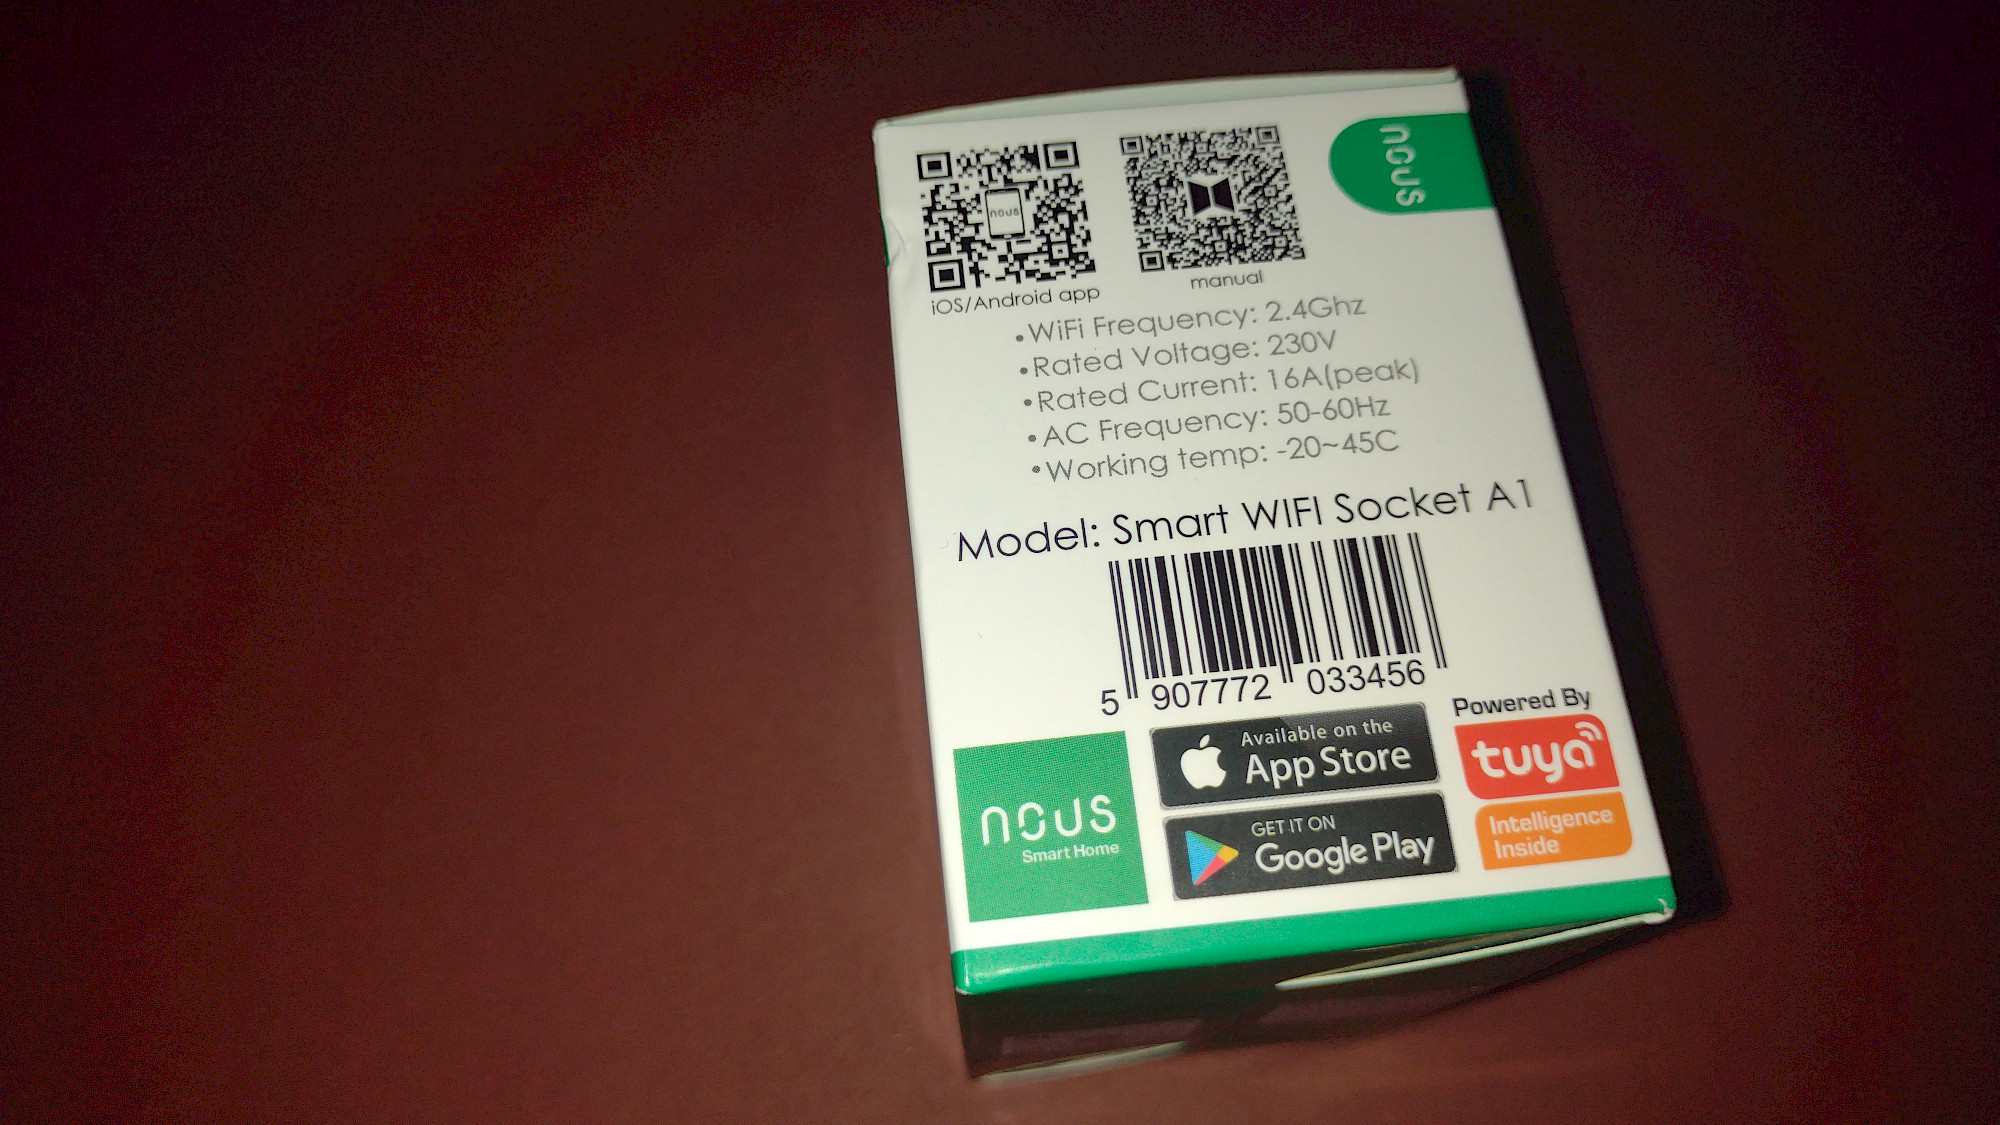 nous
nous
iOS/Android app
manual
•WiFi Frequency: 2.4Ghz
•Rated Voltage: 230V
•Rated Current: 16A(peak)
•AC Frequency: 50-60Hz
•Working temp: -20~45C
Model: Smart WIFI Socket A1
5 907772 033456
nous
Smart Home
Available on the
App Store
GET IT ON
Google Play
Powered By
tuya
Intelligence
Inside